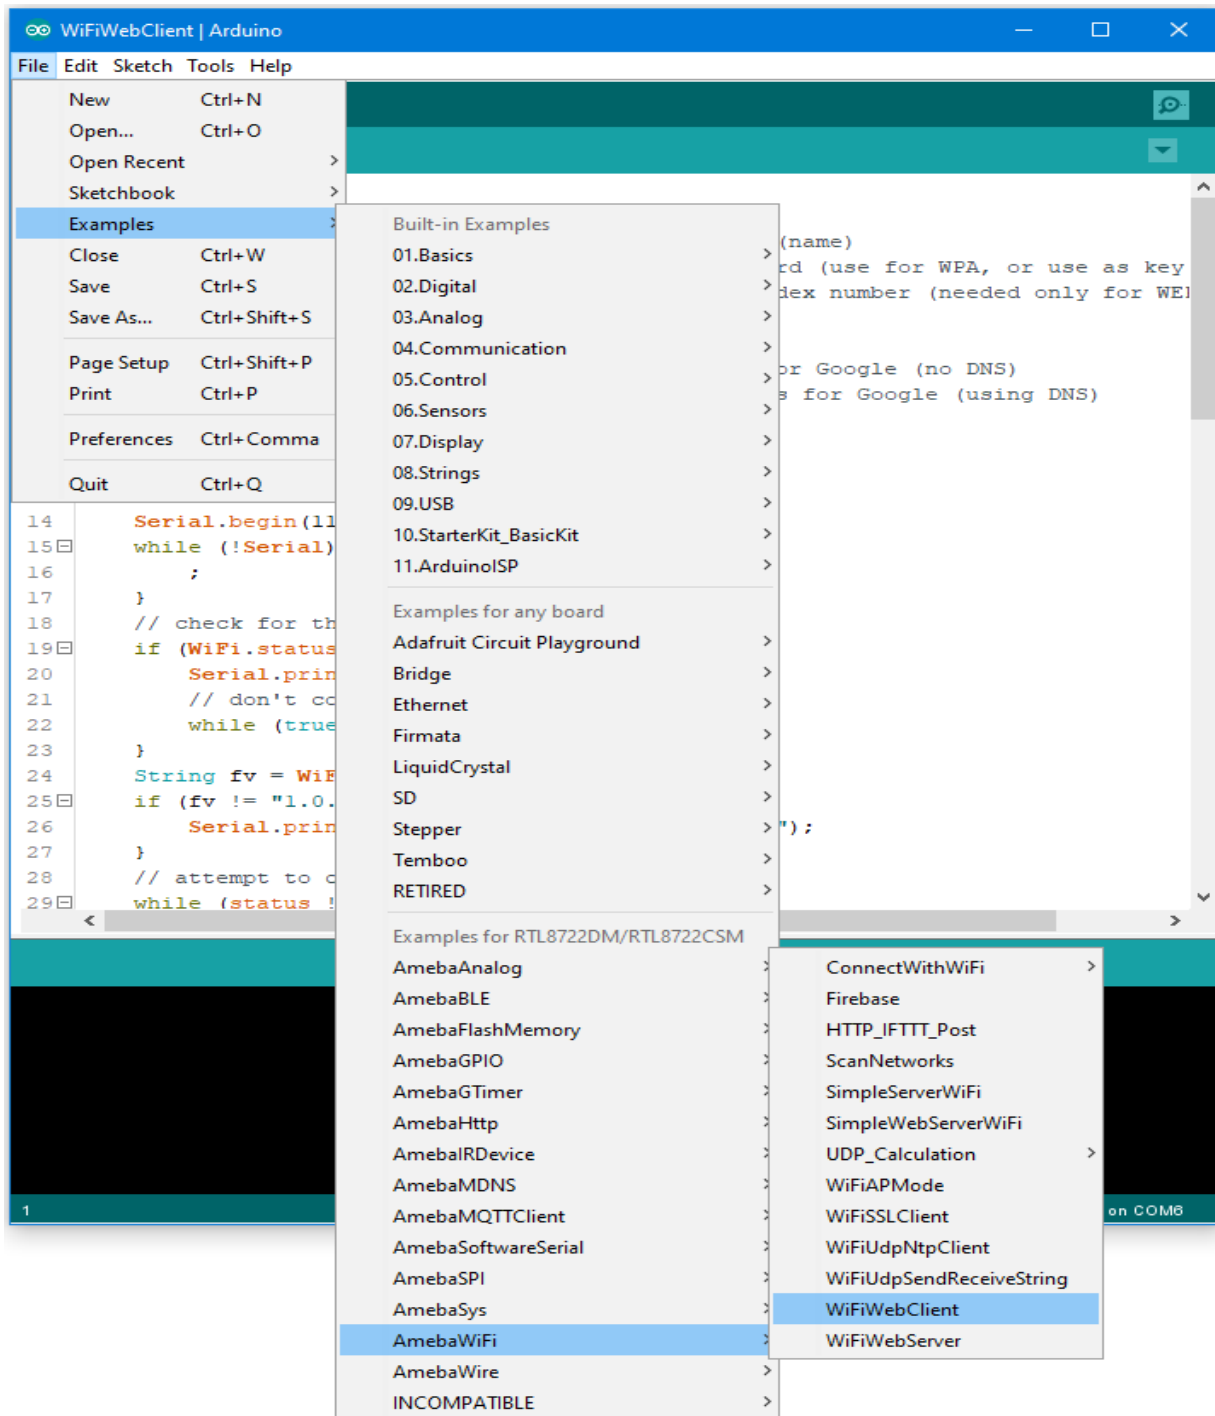 WiFiWebClient | Arduino
File Edit Sketch Tools Help
New Ctrl+N
Open... Ctrl+O
Open Recent
Sketchbook
Examples
Close Ctrl+W
Save Ctrl+S
Save As... Ctrl+Shift+S
Page Setup Ctrl+Shift+P
Print Ctrl+P
Preferences Ctrl+Comma
Quit Ctrl+Q
Built-in Examples
01.Basics
02.Digital
03.Analog
04.Communication
05.Control
06.Sensors
07.Display
08.Strings
09.USB
10.StarterKit_BasicKit
11.ArduinoISP
Examples for any board
Adafruit Circuit Playground
Bridge
Ethernet
Firmata
LiquidCrystal
SD
Stepper
Temboo
RETIRED
Examples for RTL8722DM/RTL8722CSM
AmebaAnalog
AmebaBLE
AmebaFlashMemory
AmebaGPIO
AmebaGTimer
AmebaHttp
AmebaIRDevice
AmebaMDNS
AmebaMQTTClient
AmebaSoftwareSerial
AmebaSPI
AmebaSys
AmebaWiFi
AmebaWire
INCOMPATIBLE
ConnectWithWiFi
Firebase
HTTP_IFTTT_Post
ScanNetworks
SimpleServerWiFi
SimpleWebServerWiFi
UDP_Calculation
WiFiAPMode
WiFiSSLClient
WiFiUdpNtpClient
WiFiUdpSendReceiveString
WiFiWebClient
WiFiWebServer
(name)
rd (use for WPA, or use as key
dex number (needed only for WE
or Google (no DNS)
s for Google (using DNS)
14 Serial.begin(11
15 while (!Serial)
16 ;
17 }
18 // check for th
19 if (WiFi.status
20 Serial.prin
21 // don't co
22 while (true
23 }
24 String fv = WiF
25 if (fv != "1.0.
26 Serial.prin ");
27 }
28 // attempt to c
29 while (status !
1 on COM6